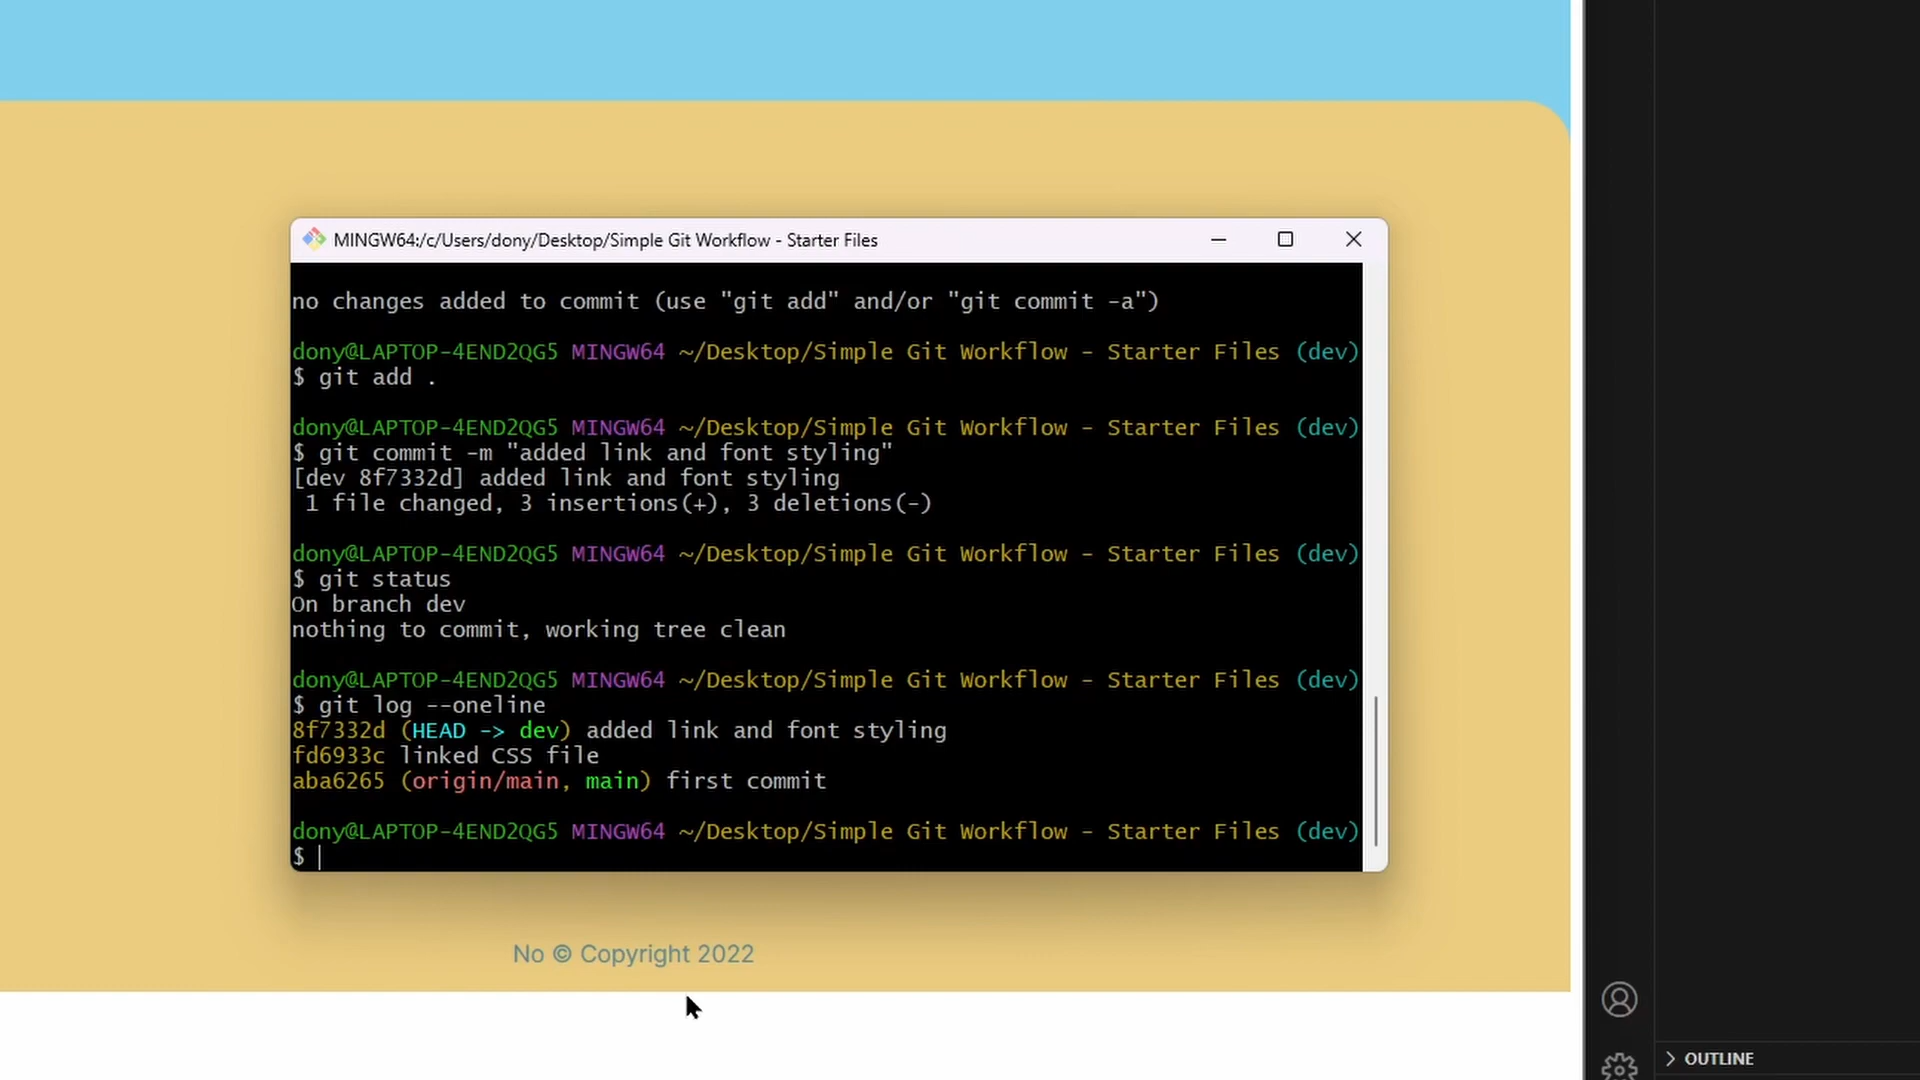 MINGW64:/c/Users/dony/Desktop/Simple Git Workflow - Starter Files
no changes added to commit (use "git add" and/or "git commit -a")
dony@LAPTOP-4END2QG5 MINGW64 ~/Desktop/Simple Git Workflow - Starter Files (dev)
$ git add .
dony@LAPTOP-4END2QG5 MINGW64 ~/Desktop/Simple Git Workflow - Starter Files (dev)
$ git commit -m "added link and font styling"
[dev 8f7332d] added link and font styling
1 file changed, 3 insertions(+), 3 deletions(-)
dony@LAPTOP-4END2QG5 MINGW64 ~/Desktop/Simple Git Workflow - Starter Files (dev)
$ git status
On branch dev
nothing to commit, working tree clean
dony@LAPTOP-4END2QG5 MINGW64 ~/Desktop/Simple Git Workflow - Starter Files (dev)
$ git log --oneline
8f7332d (HEAD -> dev) added link and font styling
fd6933c linked CSS file
aba6265 (origin/main, main) first commit
dony@LAPTOP-4END2QG5 MINGW64 ~/Desktop/Simple Git Workflow - Starter Files (dev)
$
No © Copyright 2022
OUTLINE